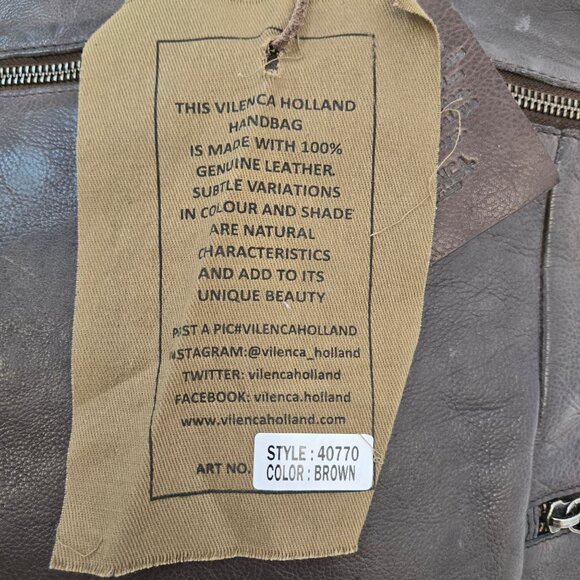 THIS VILENCA HOLLAND
HANDBAG
IS MADE WITH 100%
GENUINE LEATHER.
SUBTLE VARIATIONS
IN COLOUR AND SHADE
ARE NATURAL
CHARACTERISTICS
AND ADD TO ITS
UNIQUE BEAUTY
POST A PIC#VILENCAHOLLAND
INSTAGRAM:@vilenca_holland
TWITTER: vilencaholland
FACEBOOK: vilenca.holland
www.vilencaholland.com
ART NO.
STYLE : 40770
COLOR : BROWN